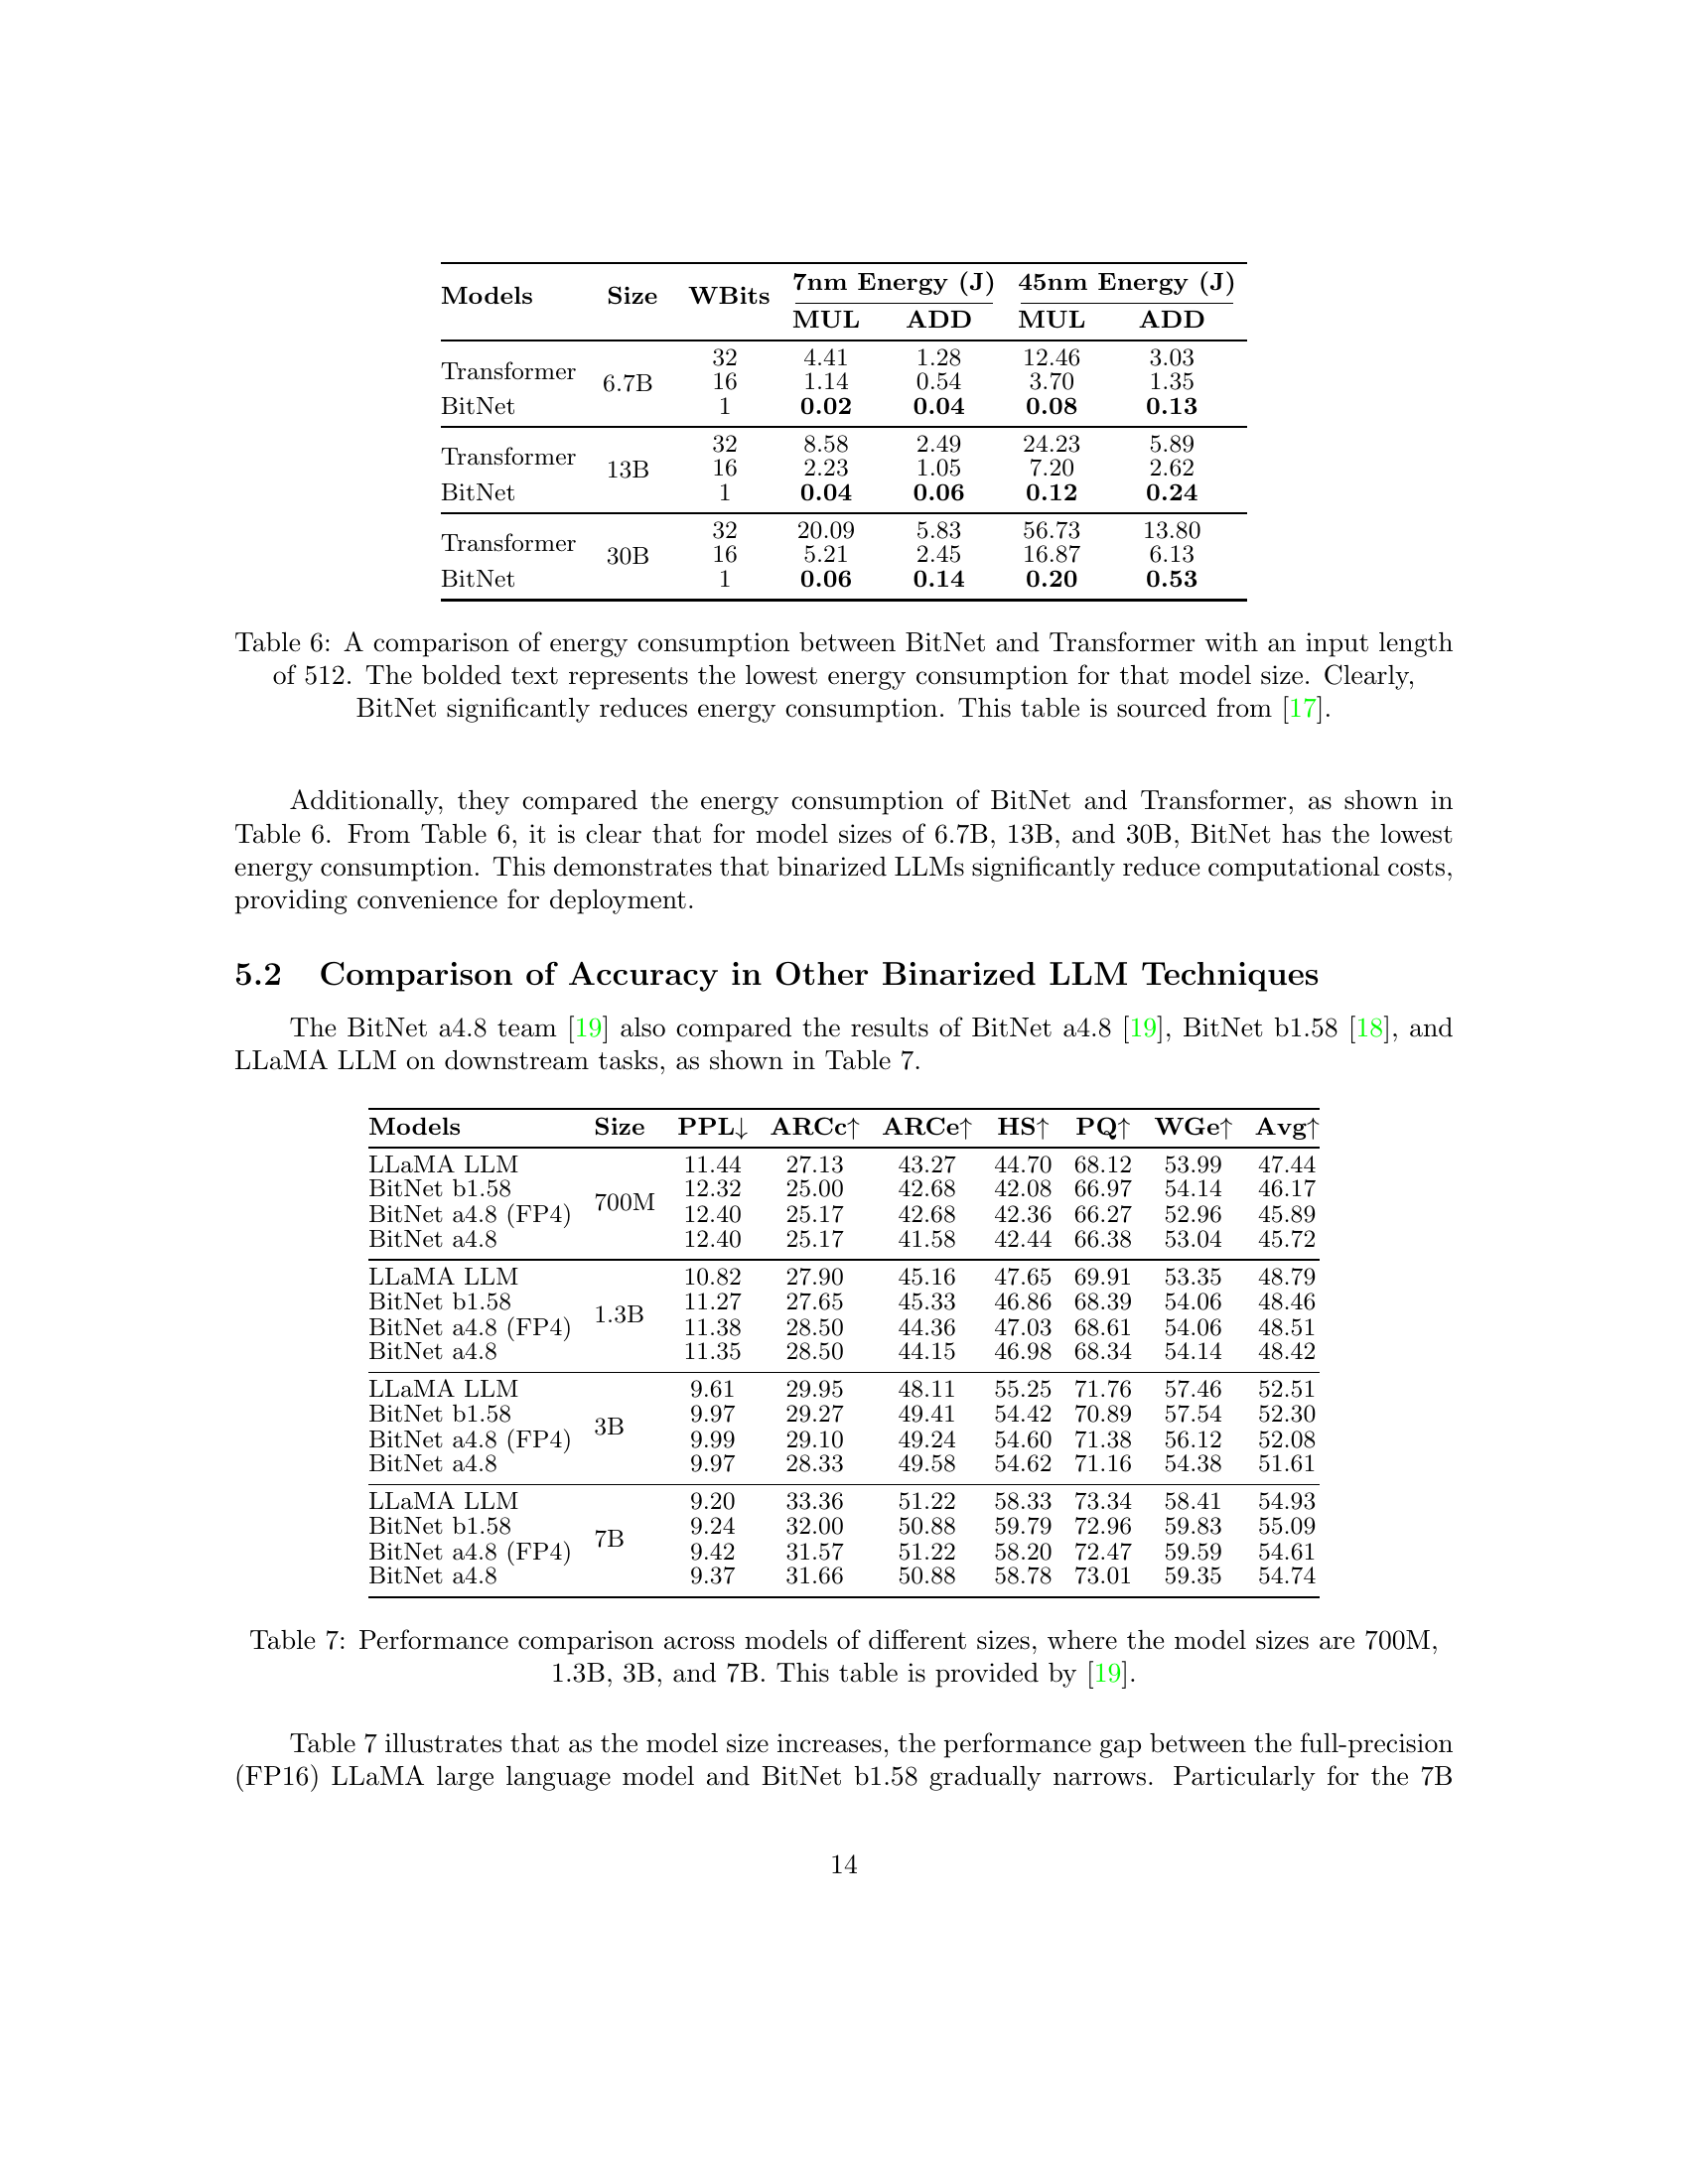 Models Size WBits 7nm Energy (J) 45nm Energy (J)
MUL ADD MUL ADD
Transformer 6.7B 32 4.41 1.28 12.46 3.03
16 1.14 0.54 3.70 1.35
BitNet 1 0.02 0.04 0.08 0.13
Transformer 13B 32 8.58 2.49 24.23 5.89
16 2.23 1.05 7.20 2.62
BitNet 1 0.04 0.06 0.12 0.24
Transformer 30B 32 20.09 5.83 56.73 13.80
16 5.21 2.45 16.87 6.13
BitNet 1 0.06 0.14 0.20 0.53
Table 6: A comparison of energy consumption between BitNet and Transformer with an input length
of 512. The bolded text represents the lowest energy consumption for that model size. Clearly,
BitNet significantly reduces energy consumption. This table is sourced from [17].
Additionally, they compared the energy consumption of BitNet and Transformer, as shown in
Table 6. From Table 6, it is clear that for model sizes of 6.7B, 13B, and 30B, BitNet has the lowest
energy consumption. This demonstrates that binarized LLMs significantly reduce computational costs,
providing convenience for deployment.
5.2 Comparison of Accuracy in Other Binarized LLM Techniques
The BitNet a4.8 team [19] also compared the results of BitNet a4.8 [19], BitNet b1.58 [18], and
LLaMA LLM on downstream tasks, as shown in Table 7.
Models Size PPL↓ ARCc↑ ARCe↑ HS↑ PQ↑ WGe↑ Avg↑
LLaMA LLM 700M 11.44 27.13 43.27 44.70 68.12 53.99 47.44
BitNet b1.58 12.32 25.00 42.68 42.08 66.97 54.14 46.17
BitNet a4.8 (FP4) 12.40 25.17 42.68 42.36 66.27 52.96 45.89
BitNet a4.8 12.40 25.17 41.58 42.44 66.38 53.04 45.72
LLaMA LLM 1.3B 10.82 27.90 45.16 47.65 69.91 53.35 48.79
BitNet b1.58 11.27 27.65 45.33 46.86 68.39 54.06 48.46
BitNet a4.8 (FP4) 11.38 28.50 44.36 47.03 68.61 54.06 48.51
BitNet a4.8 11.35 28.50 44.15 46.98 68.34 54.14 48.42
LLaMA LLM 3B 9.61 29.95 48.11 55.25 71.76 57.46 52.51
BitNet b1.58 9.97 29.27 49.41 54.42 70.89 57.54 52.30
BitNet a4.8 (FP4) 9.99 29.10 49.24 54.60 71.38 56.12 52.08
BitNet a4.8 9.97 28.33 49.58 54.62 71.16 54.38 51.61
LLaMA LLM 7B 9.20 33.36 51.22 58.33 73.34 58.41 54.93
BitNet b1.58 9.24 32.00 50.88 59.79 72.96 59.83 55.09
BitNet a4.8 (FP4) 9.42 31.57 51.22 58.20 72.47 59.59 54.61
BitNet a4.8 9.37 31.66 50.88 58.78 73.01 59.35 54.74
Table 7: Performance comparison across models of different sizes, where the model sizes are 700M,
1.3B, 3B, and 7B. This table is provided by [19].
Table 7 illustrates that as the model size increases, the performance gap between the full-precision
(FP16) LLaMA large language model and BitNet b1.58 gradually narrows. Particularly for the 7B
14